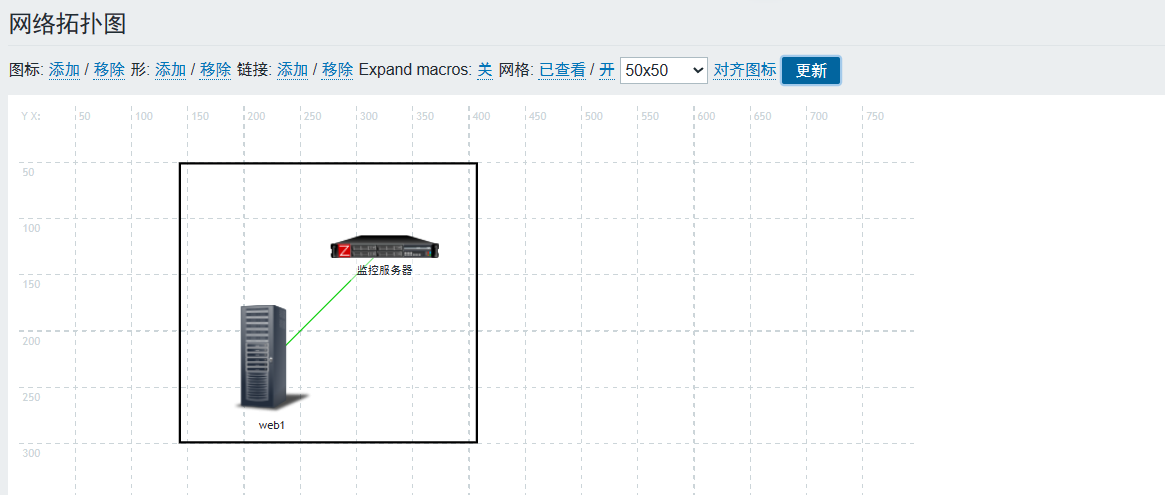 网络拓扑图
图标: 添加 / 移除 形: 添加 / 移除 链接: 添加 / 移除 Expand macros: 关 网格: 已查看 / 开 50x50 对齐图标 更新
Y X: 50 100 150 200 250 300 350 400 450 500 550 600 650 700 750
50
100
Z
监控服务器
150
200
250
web1
300